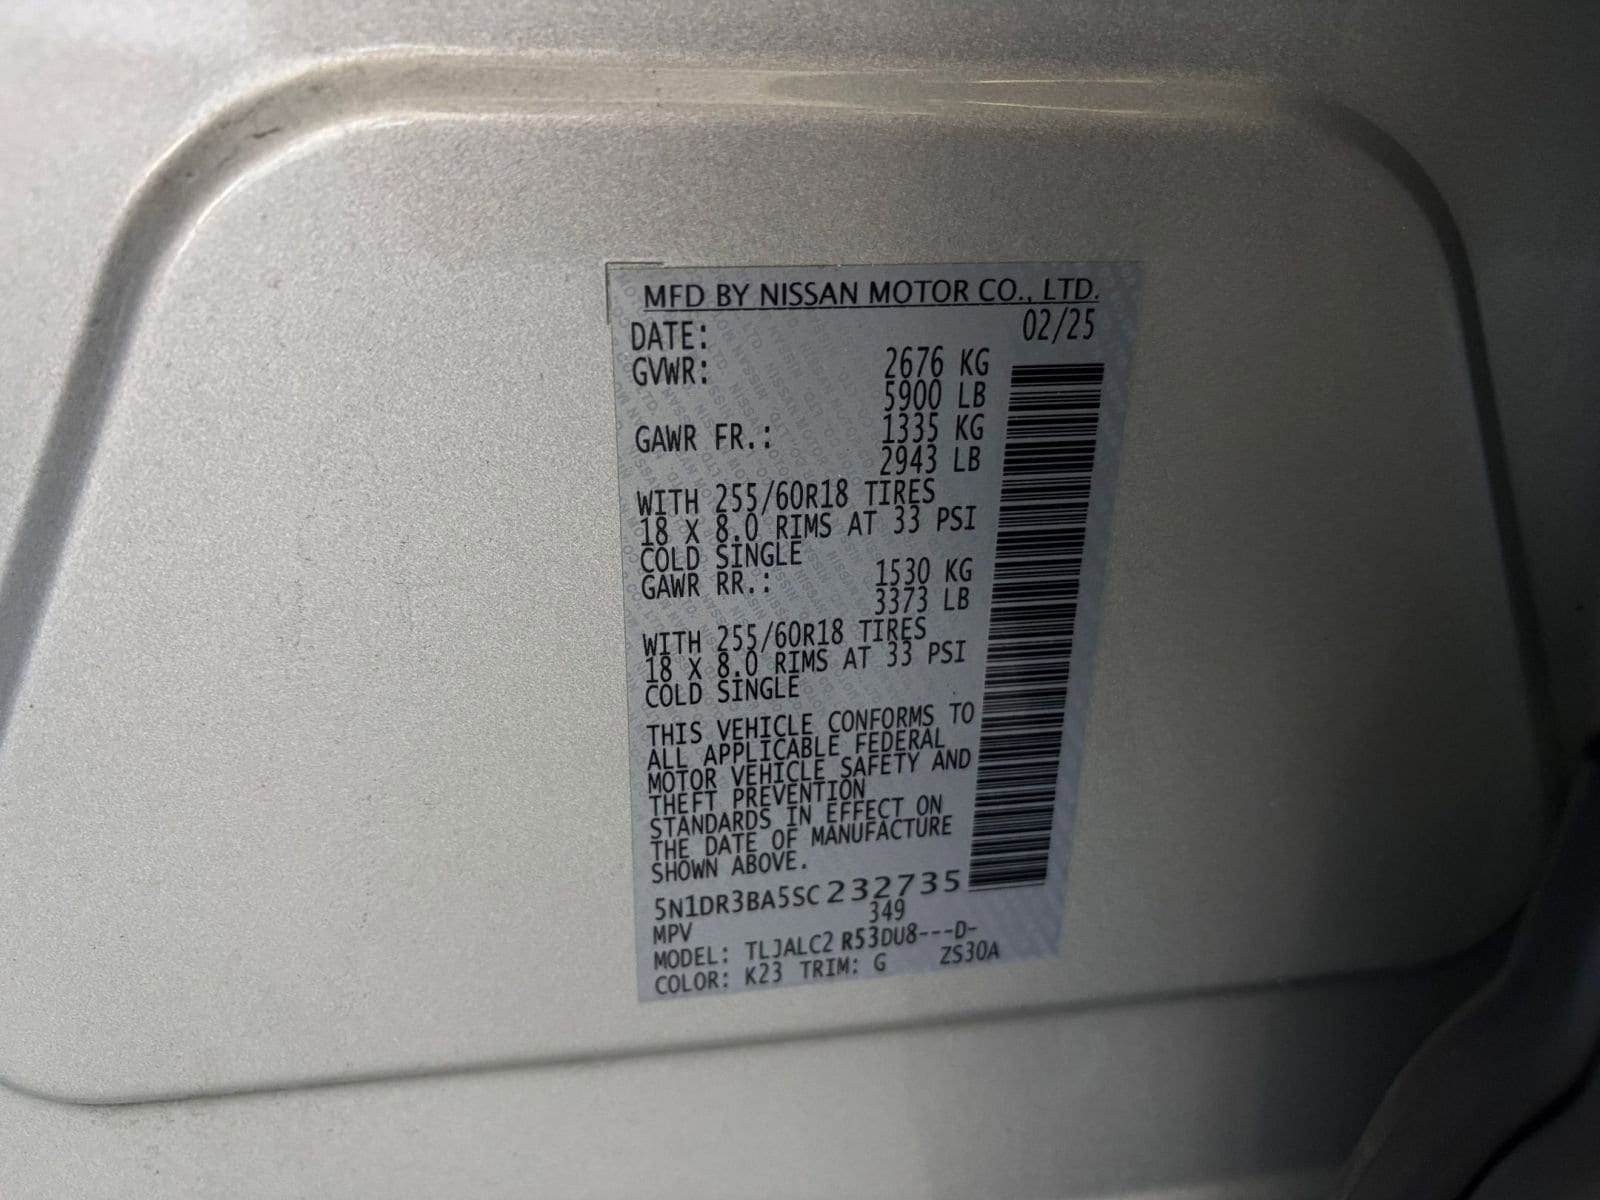 MFD BY NISSAN MOTOR CO., LTD.
DATE: 02/25
GVWR: 2676 KG
5900 LB
GAWR FR.: 1335 KG
2943 LB
WITH 255/60R18 TIRES
18 X 8.0 RIMS AT 33 PSI
COLD SINGLE
GAWR RR.: 1530 KG
3373 LB
WITH 255/60R18 TIRES
18 X 8.0 RIMS AT 33 PSI
COLD SINGLE
THIS VEHICLE CONFORMS TO
ALL APPLICABLE FEDERAL
MOTOR VEHICLE SAFETY AND
THEFT PREVENTION
STANDARDS IN EFFECT ON
THE DATE OF MANUFACTURE
SHOWN ABOVE.
5N1DR3BA5SC232735
MPV 349
MODEL: TLJALC2 R53DU8---D-
COLOR: K23 TRIM: G ZS30A